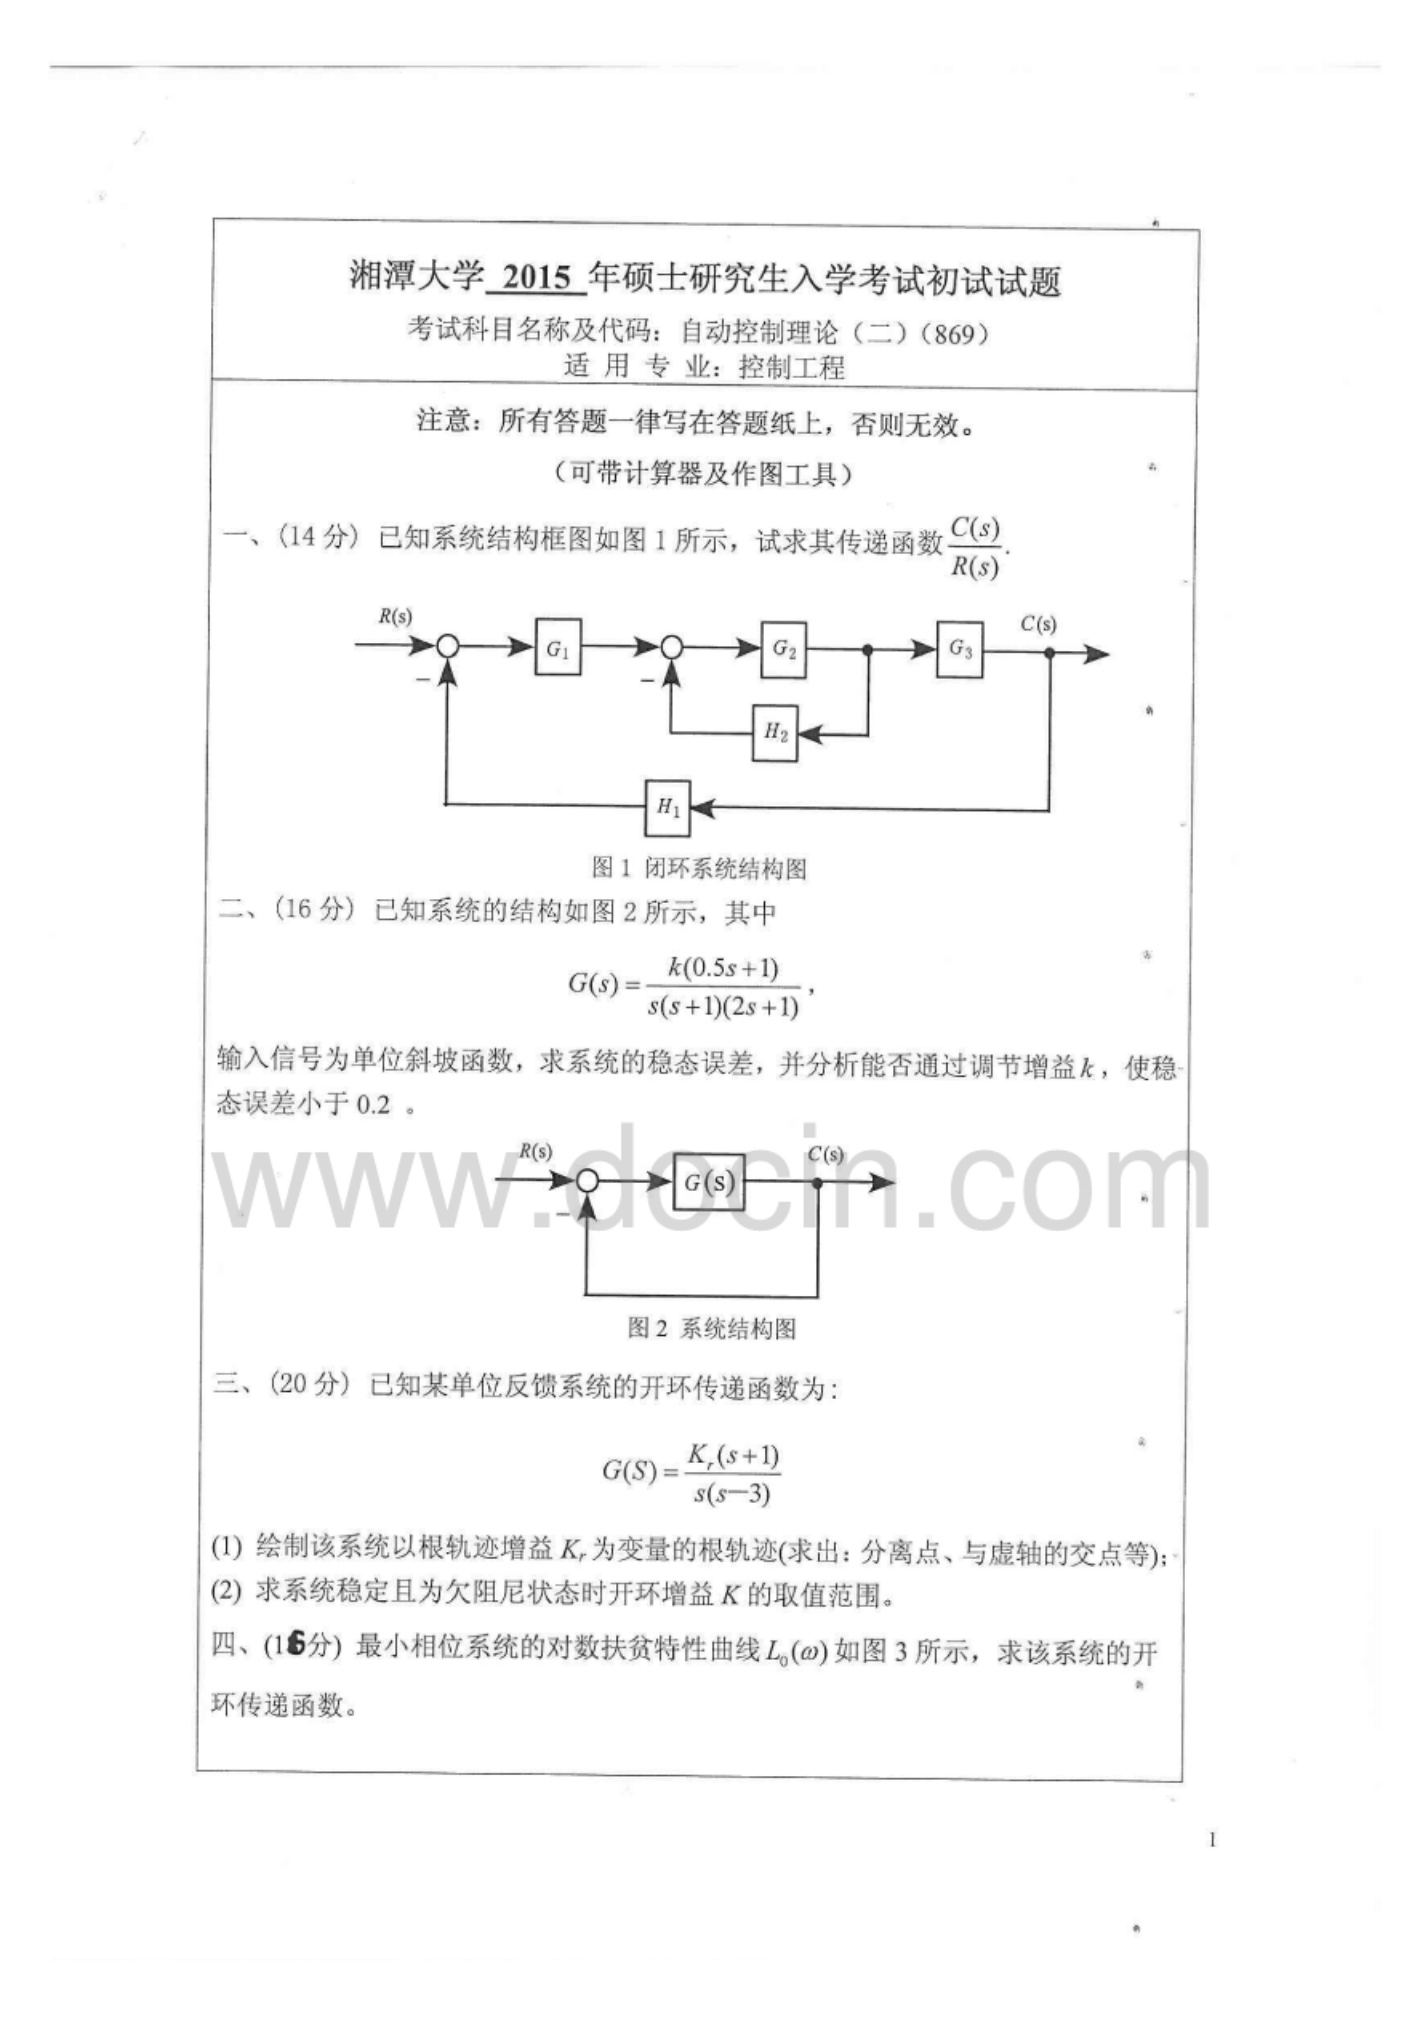 湘潭大学 2015 年硕士研究生入学考试初试试题
考试科目名称及代码：自动控制理论（二）（869）
适 用 专 业：控制工程
注意：所有答题一律写在答题纸上，否则无效。
（可带计算器及作图工具）
一、（14 分） 已知系统结构框图如图 1 所示，试求其传递函数 C(s)/R(s).
R(s) G1 G2 G3 C(s)
－ －
H2
H1
图 1 闭环系统结构图
二、（16 分） 已知系统的结构如图 2 所示，其中
G(s) = k(0.5s+1) / s(s+1)(2s+1) ,
输入信号为单位斜坡函数，求系统的稳态误差，并分析能否通过调节增益 k，使稳
态误差小于 0.2 。
www.docin.com
R(s) G(s) C(s)
－
图 2 系统结构图
三、（20 分） 已知某单位反馈系统的开环传递函数为：
G(S) = Kr(s+1) / s(s—3)
(1) 绘制该系统以根轨迹增益 Kr 为变量的根轨迹(求出：分离点、与虚轴的交点等)；
(2) 求系统稳定且为欠阻尼状态时开环增益 K 的取值范围。
四、(16分) 最小相位系统的对数扶贫特性曲线 L0(ω) 如图 3 所示，求该系统的开
环传递函数。
1